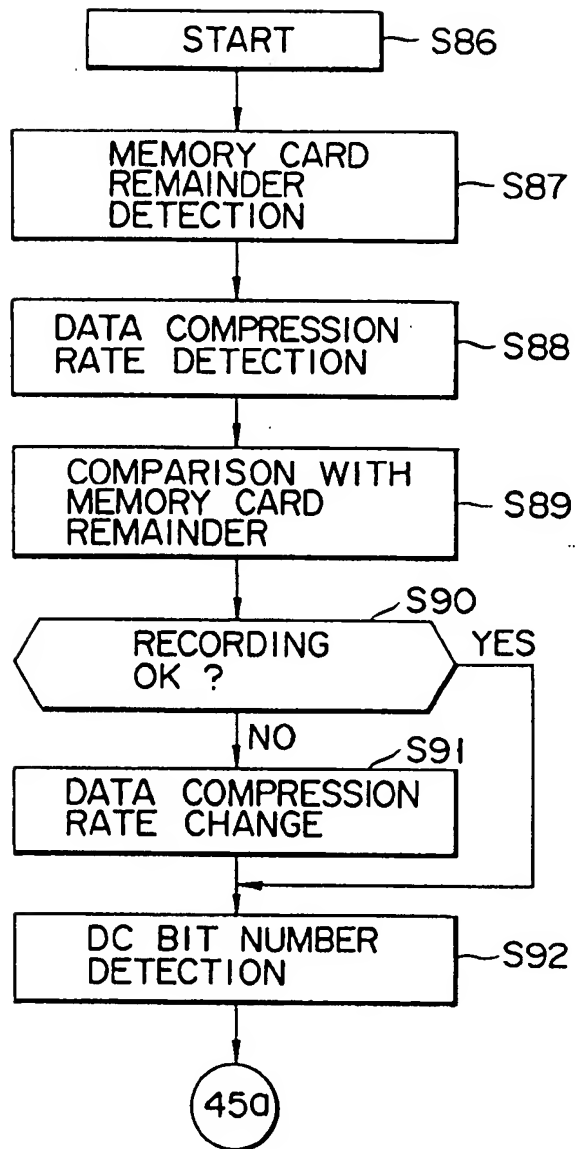 START
S86
MEMORY CARD
REMAINDER
DETECTION
S87
DATA COMPRESSION
RATE DETECTION
S88
COMPARISON WITH
MEMORY CARD
REMAINDER
S89
S90
RECORDING
OK ?
YES
NO
S91
DATA COMPRESSION
RATE CHANGE
DC BIT NUMBER
DETECTION
S92
45a